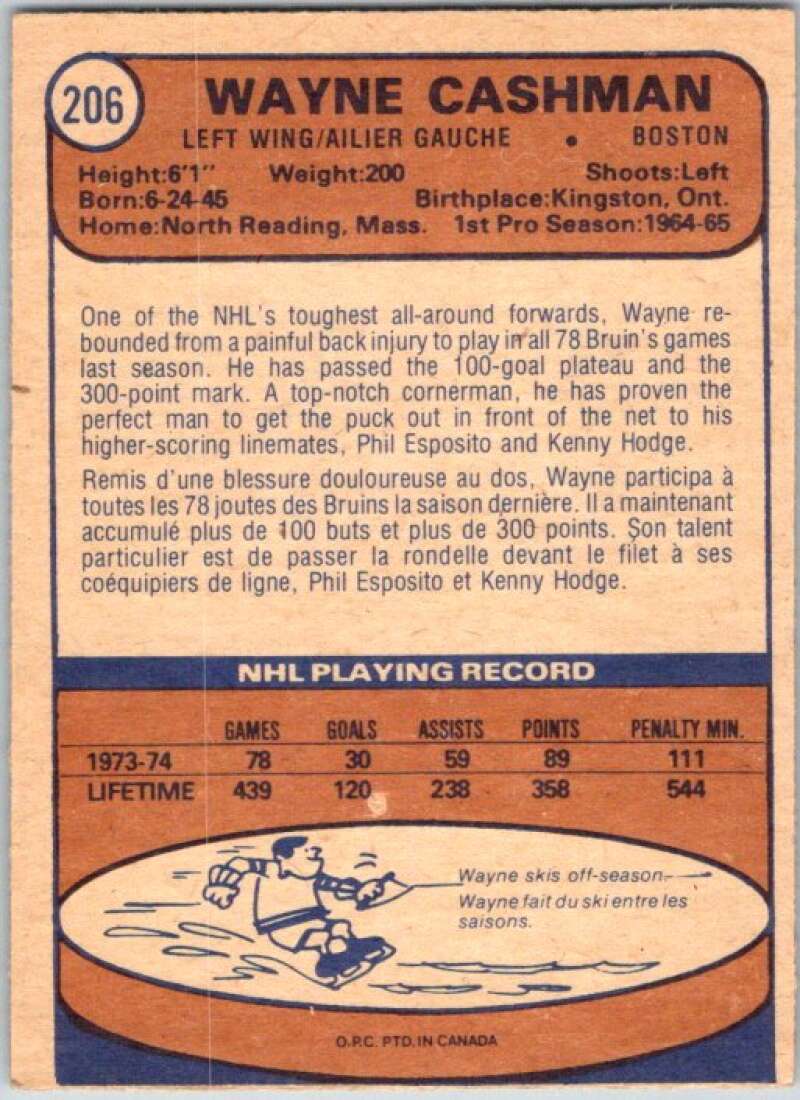 206
WAYNE CASHMAN
LEFT WING/AILIER GAUCHE • BOSTON
Height:6'1" Weight:200 Shoots:Left
Born:6-24-45 Birthplace:Kingston, Ont.
Home:North Reading, Mass. 1st Pro Season:1964-65
One of the NHL's toughest all-around forwards, Wayne re-
bounded from a painful back injury to play in all 78 Bruin's games
last season. He has passed the 100-goal plateau and the
300-point mark. A top-notch cornerman, he has proven the
perfect man to get the puck out in front of the net to his
higher-scoring linemates, Phil Esposito and Kenny Hodge.
Remis d'une blessure douloureuse au dos, Wayne participa à
toutes les 78 joutes des Bruins la saison dernière. Il a maintenant
accumulé plus de 100 buts et plus de 300 points. Son talent
particulier est de passer la rondelle devant le filet à ses
coéquipiers de ligne, Phil Esposito et Kenny Hodge.
NHL PLAYING RECORD
GAMES GOALS ASSISTS POINTS PENALTY MIN.
1973-74 78 30 59 89 111
LIFETIME 439 120 238 358 544
Wayne skis off-season.
Wayne fait du ski entre les
saisons.
O.P.C. PTD. IN CANADA